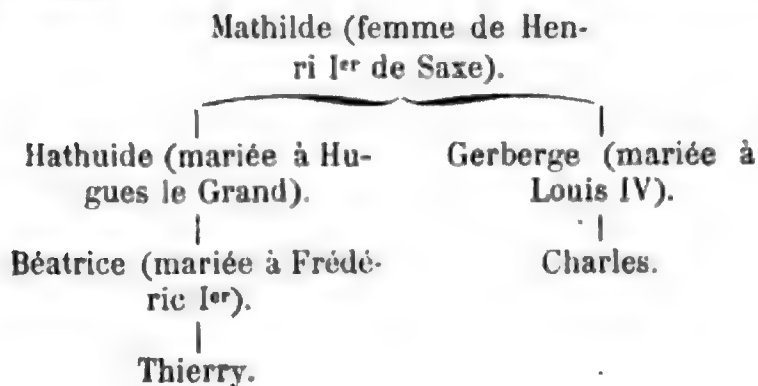 Mathilde (femme de Hen-
ri Ier de Saxe).
Hathuide (mariée à Hu-
gues le Grand).
Gerberge (mariée à
Louis IV).
Béatrice (mariée à Frédé-
ric Ier).
Charles.
Thierry.